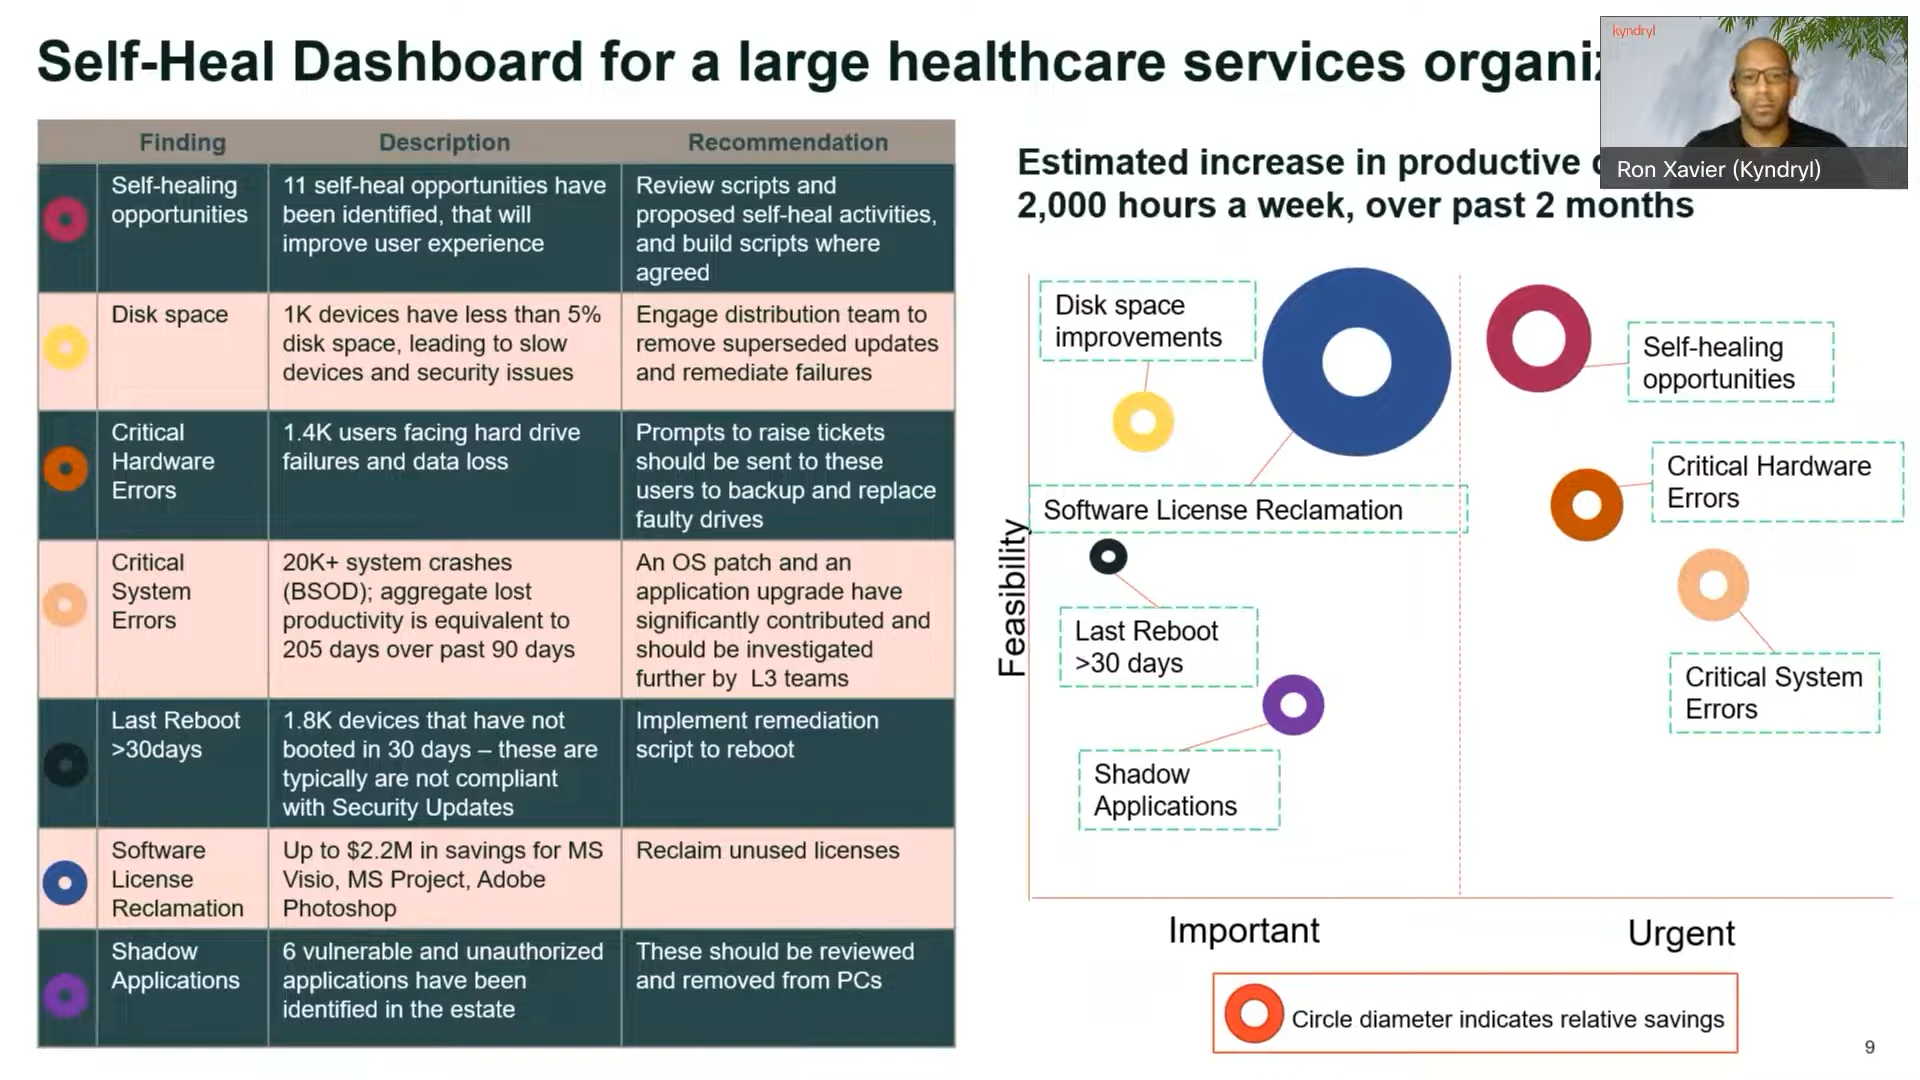 Self-Heal Dashboard for a large healthcare services
kyndryl
Ron Xavier (Kyndryl)
Finding
Description
Recommendation
Self-healing
opportunities
11 self-heal opportunities have
been identified, that will
improve user experience
Review scripts and
proposed self-heal activities,
and build scripts where
agreed
Disk space
1K devices have less than 5%
disk space, leading to slow
devices and security issues
Engage distribution team to
remove superseded updates
and remediate failures
Critical
Hardware
Errors
1.4K users facing hard drive
failures and data loss
Prompts to raise tickets
should be sent to these
users to backup and replace
faulty drives
Critical
System
Errors
20K+ system crashes
(BSOD); aggregate lost
productivity is equivalent to
205 days over past 90 days
An OS patch and an
application upgrade have
significantly contributed and
should be investigated
further by L3 teams
Last Reboot
>30days
1.8K devices that have not
booted in 30 days – these are
typically are not compliant
with Security Updates
Implement remediation
script to reboot
Software
License
Reclamation
Up to $2.2M in savings for MS
Visio, MS Project, Adobe
Photoshop
Reclaim unused licenses
Shadow
Applications
6 vulnerable and unauthorized
applications have been
identified in the estate
These should be reviewed
and removed from PCs
Estimated increase in productive
2,000 hours a week, over past 2 months
Disk space
improvements
Self-healing
opportunities
Critical Hardware
Errors
Software License Reclamation
Feasibility
Last Reboot
>30 days
Critical System
Errors
Shadow
Applications
Important
Urgent
Circle diameter indicates relative savings
9